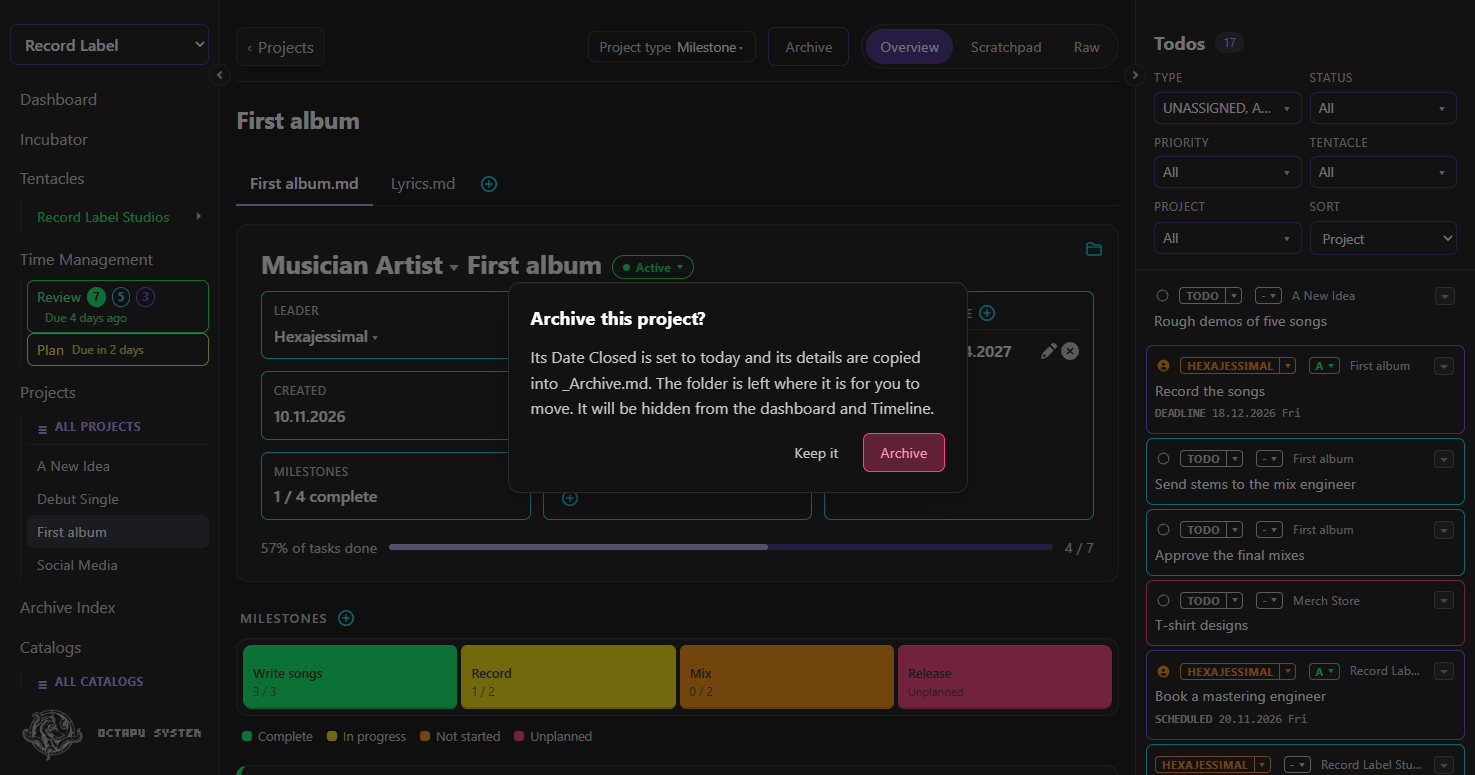 Record Label
Dashboard
Incubator
Tentacles
Record Label Studios
Time Management
Review 7 5 3
Due 4 days ago
Plan Due in 2 days
Projects
ALL PROJECTS
A New Idea
Debut Single
First album
Social Media
Archive Index
Catalogs
ALL CATALOGS
OCTAPU SYSTEM
‹ Projects
Project type Milestone
Archive
Overview
Scratchpad
Raw
First album
First album.md
Lyrics.md
Musician Artist First album Active
LEADER
Hexajessimal
CREATED
10.11.2026
MILESTONES
1 / 4 complete
57% of tasks done
4 / 7
Archive this project?
Its Date Closed is set to today and its details are copied
into _Archive.md. The folder is left where it is for you to
move. It will be hidden from the dashboard and Timeline.
Keep it
Archive
MILESTONES
Write songs
3 / 3
Record
1 / 2
Mix
0 / 2
Release
Unplanned
Complete
In progress
Not started
Unplanned
Todos 17
TYPE
STATUS
UNASSIGNED, A...
All
PRIORITY
TENTACLE
All
All
PROJECT
SORT
All
Project
TODO - A New Idea
Rough demos of five songs
HEXAJESSIMAL A First album
Record the songs
DEADLINE 18.12.2026 Fri
TODO - First album
Send stems to the mix engineer
TODO - First album
Approve the final mixes
TODO - Merch Store
T-shirt designs
HEXAJESSIMAL A Record Lab...
Book a mastering engineer
SCHEDULED 20.11.2026 Fri
HEXAJESSIMAL - Record Label Stu...